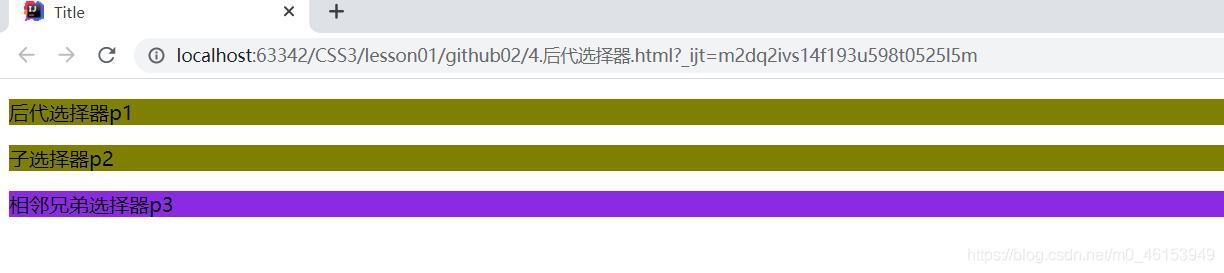 Title
localhost:63342/CSS3/lesson01/github02/4.后代选择器.html?_ijt=m2dq2ivs14f193u598t0525l5m
后代选择器p1
子选择器p2
相邻兄弟选择器p3
https://blog.csdn.net/m0_46153949